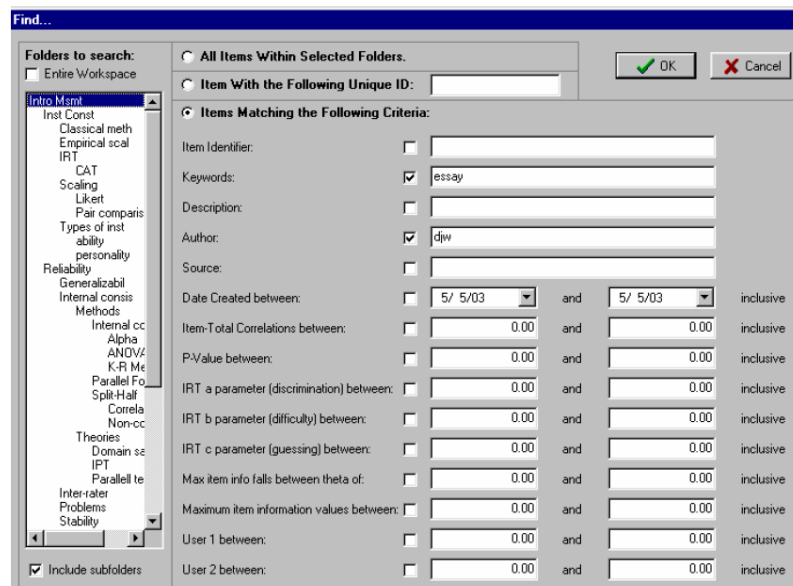 Find...
Folders to search:
Entire Workspace
Intro Msmt
Inst Const
Classical meth
Empirical scal
IRT
CAT
Scaling
Likert
Pair comparis
Types of inst
ability
personality
Reliability
Generalizabil
Internal consis
Methods
Internal cc
Alpha
ANOVA
K-R Me
Parallel Fo
Split-Half
Correla
Non-cc
Theories
Domain sa
IPT
Parallell te
Inter-rater
Problems
Stability
Include subfolders
All Items Within Selected Folders.
Item With the Following Unique ID:
OK
Cancel
Items Matching the Following Criteria:
Item Identifier:
Keywords: essay
Description:
Author: djw
Source:
Date Created between: 5/ 5/03 and 5/ 5/03 inclusive
Item-Total Correlations between: 0.00 and 0.00 inclusive
P-Value between: 0.00 and 0.00 inclusive
IRT a parameter (discrimination) between: 0.00 and 0.00 inclusive
IRT b parameter (difficulty) between: 0.00 and 0.00 inclusive
IRT c parameter (guessing) between: 0.00 and 0.00 inclusive
Max item info falls between theta of: 0.00 and 0.00 inclusive
Maximum item information values between: 0.00 and 0.00 inclusive
User 1 between: 0.00 and 0.00 inclusive
User 2 between: 0.00 and 0.00 inclusive